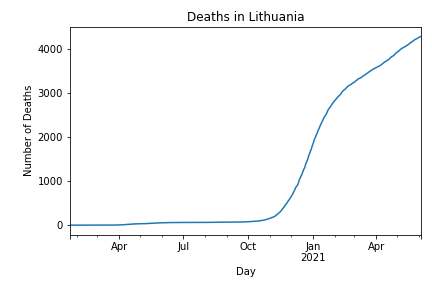 Deaths in Lithuania
Number of Deaths
4000
3000
2000
1000
0
Apr
Jul
Oct
Jan
2021
Apr
Day